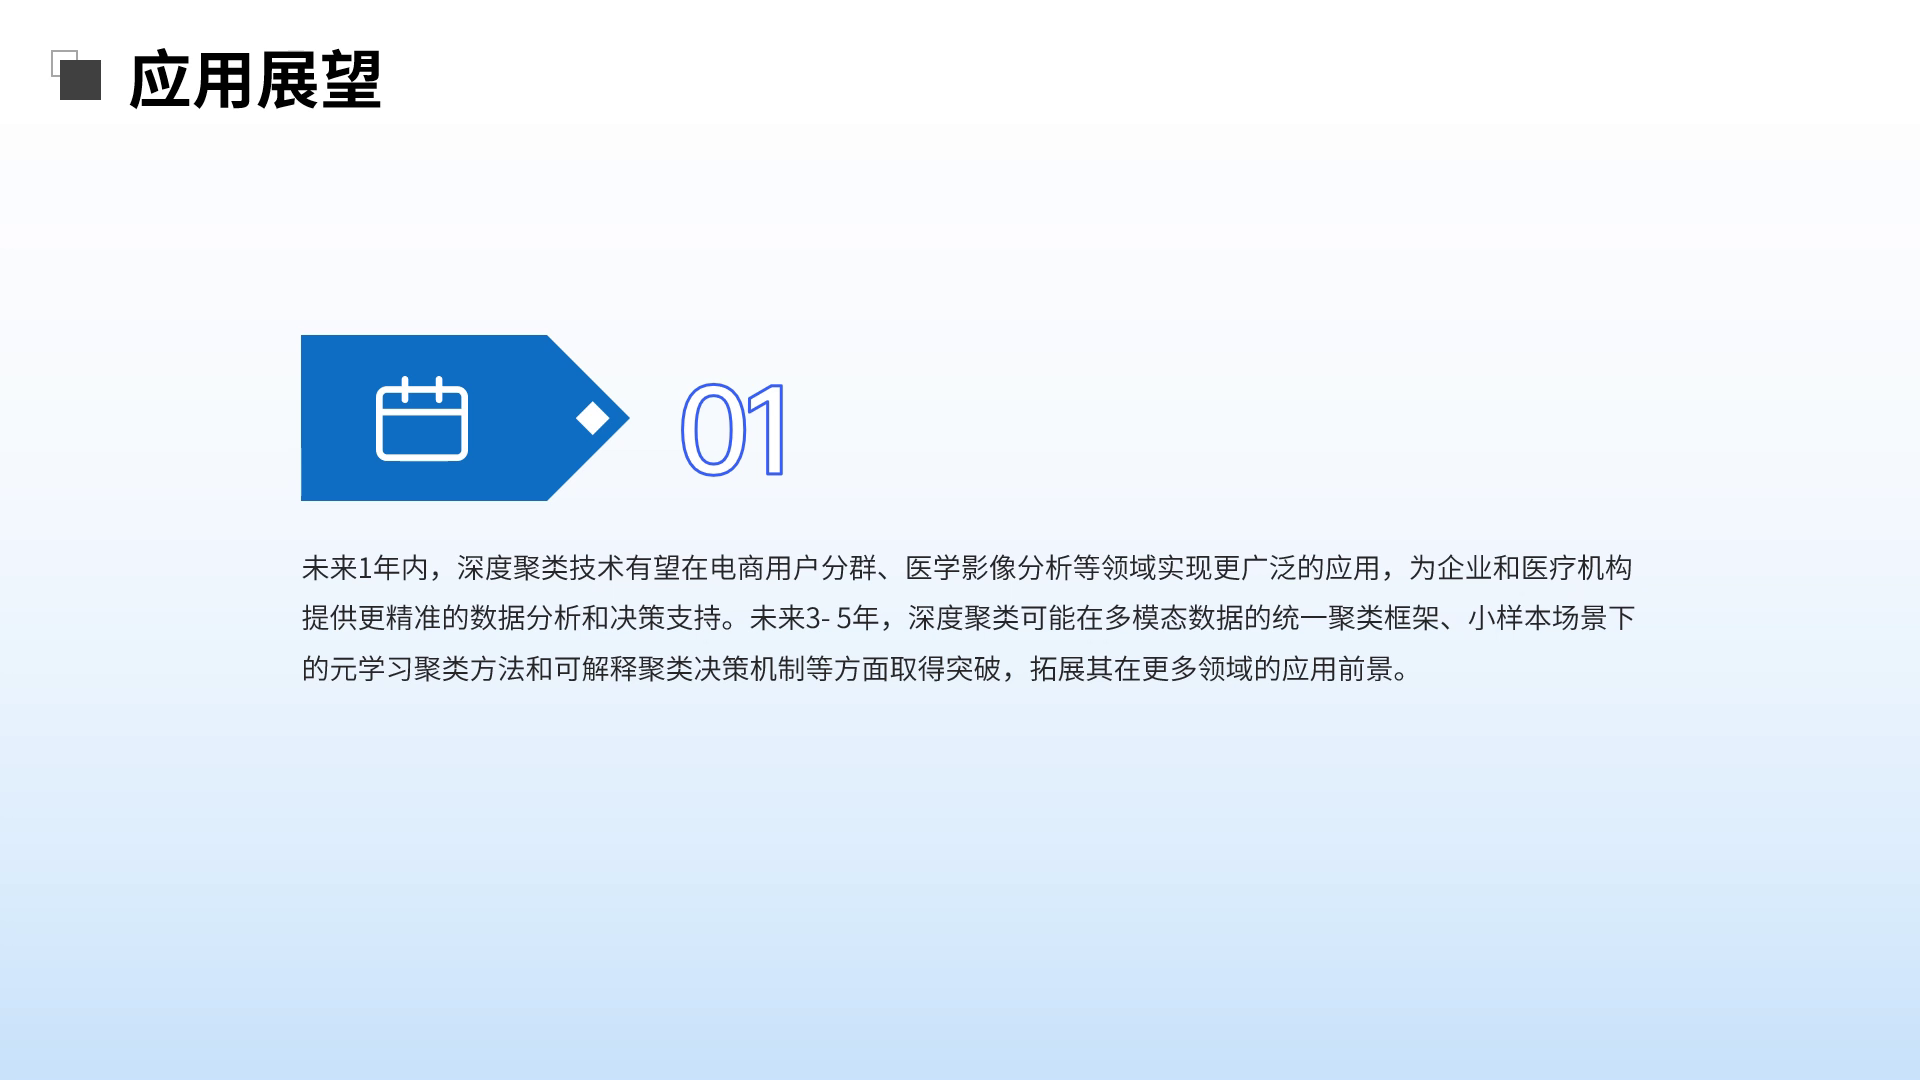 应用展望
01
未来1年内，深度聚类技术有望在电商用户分群、医学影像分析等领域实现更广泛的应用，为企业和医疗机构
提供更精准的数据分析和决策支持。未来3- 5年，深度聚类可能在多模态数据的统一聚类框架、小样本场景下
的元学习聚类方法和可解释聚类决策机制等方面取得突破，拓展其在更多领域的应用前景。